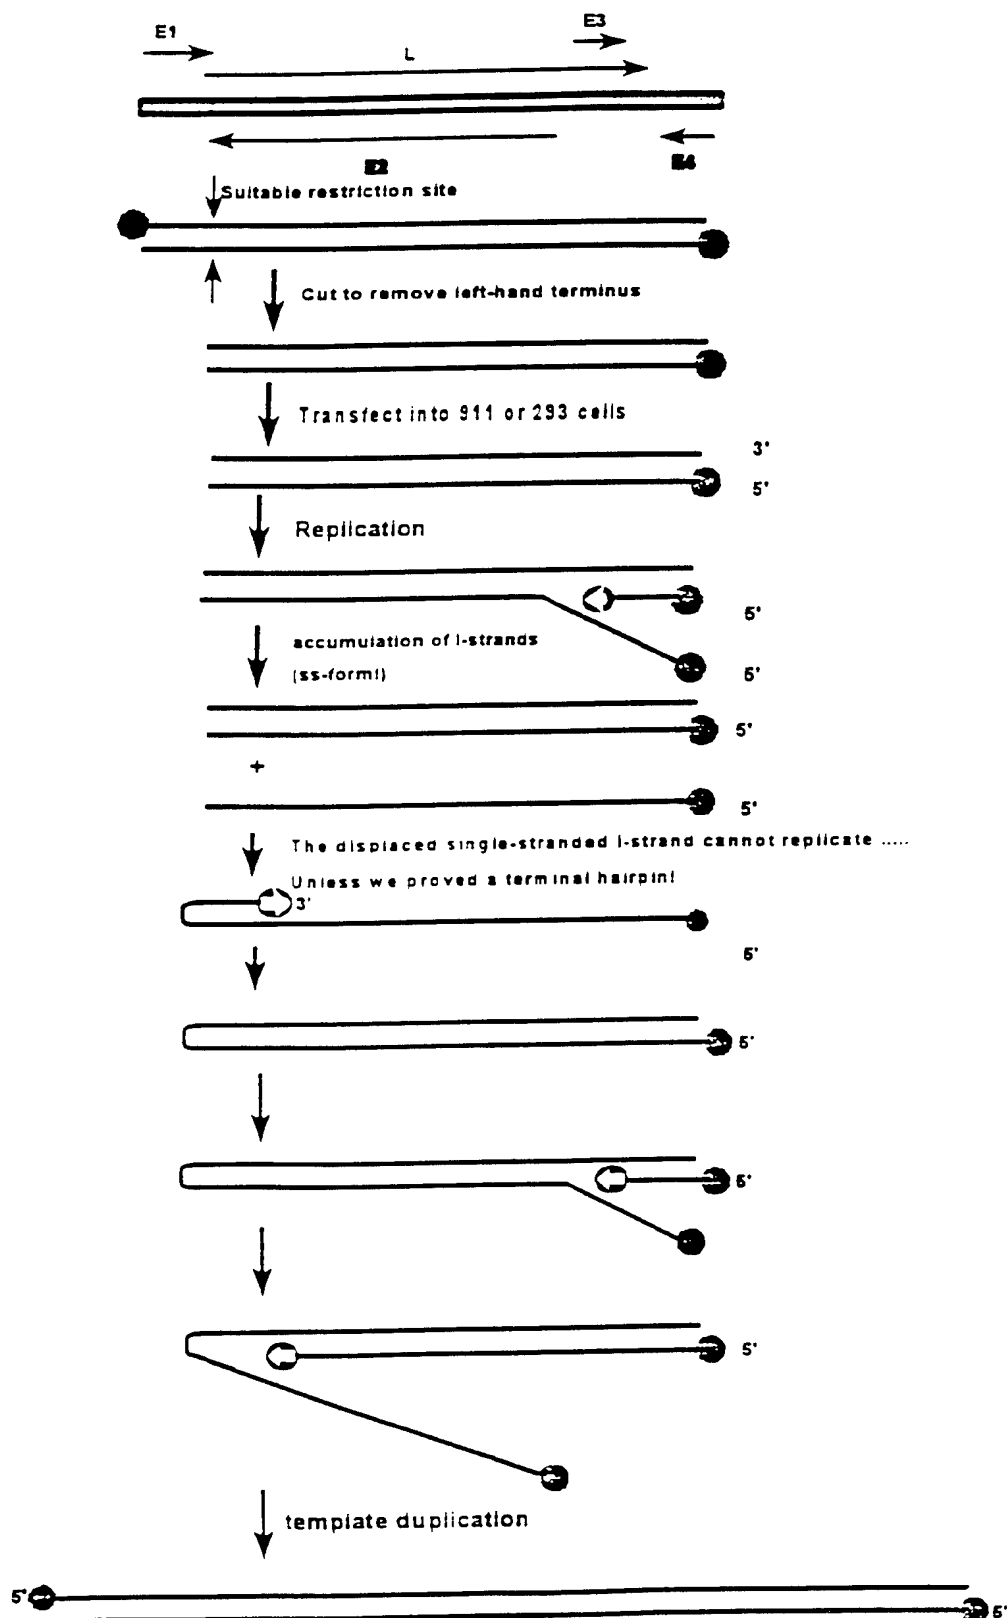 E1
E3
L
E2
E4
Suitable restriction site
Cut to remove left-hand terminus
Transfect into 911 or 293 cells
3'
5'
Replication
5'
accumulation of l-strands
(ss-form!)
5'
5'
+
5'
The displaced single-stranded l-strand cannot replicate .....
Unless we proved a terminal hairpin!
3'
5'
5'
5'
5'
template duplication
5'
5'